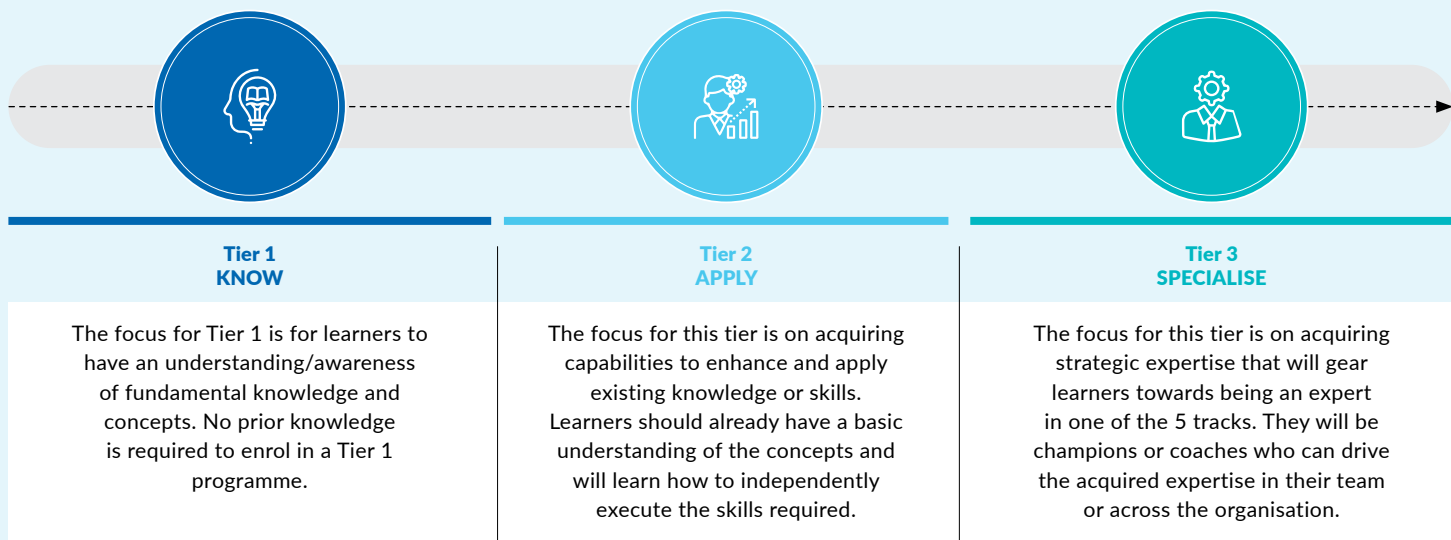 Tier 1
KNOW
The focus for Tier 1 is for learners to
have an understanding/awareness
of fundamental knowledge and
concepts. No prior knowledge
is required to enrol in a Tier 1
programme.
Tier 2
APPLY
The focus for this tier is on acquiring
capabilities to enhance and apply
existing knowledge or skills.
Learners should already have a basic
understanding of the concepts and
will learn how to independently
execute the skills required.
Tier 3
SPECIALISE
The focus for this tier is on acquiring
strategic expertise that will gear
learners towards being an expert
in one of the 5 tracks. They will be
champions or coaches who can drive
the acquired expertise in their team
or across the organisation.